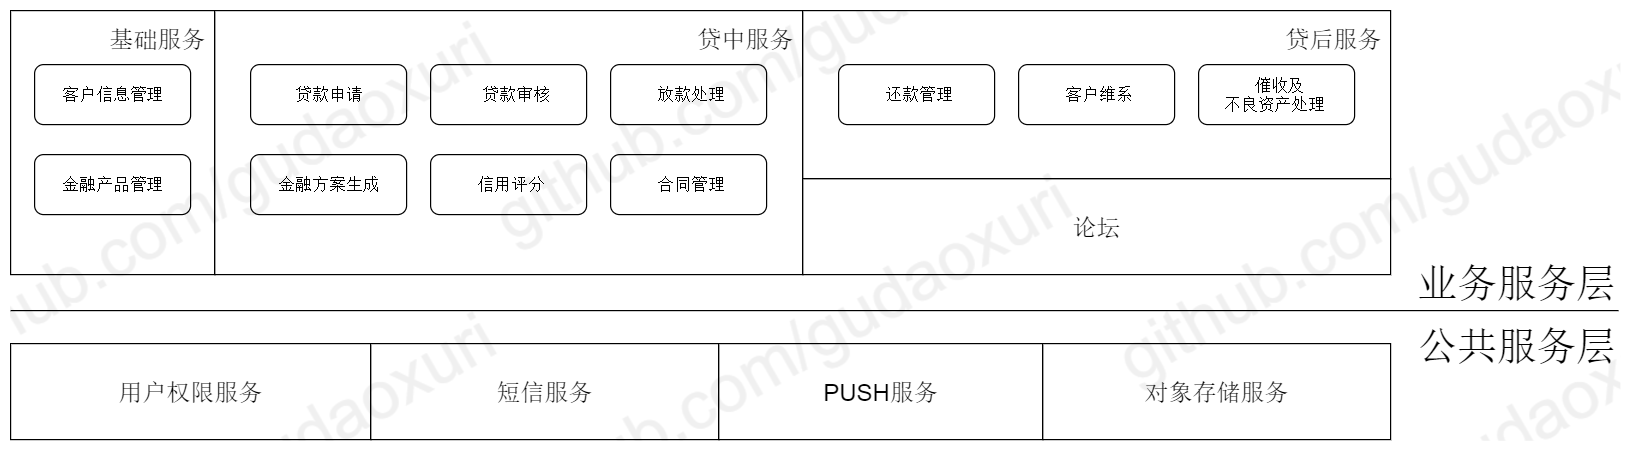 基础服务
客户信息管理
金融产品管理
贷中服务
贷款申请
贷款审核
放款处理
金融方案生成
信用评分
合同管理
贷后服务
还款管理
客户维系
催收及
不良资产处理
论坛
业务服务层
公共服务层
用户权限服务
短信服务
PUSH服务
对象存储服务
github.com/gudaoxuri
github.com/gudaoxuri
github.com/gudaoxuri
github.com/gudaoxuri